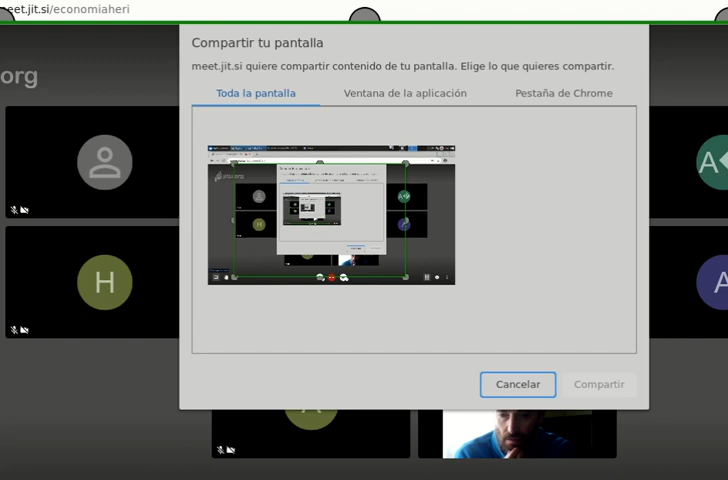 meet.jit.si/economiaheri
Compartir tu pantalla
meet.jit.si quiere compartir contenido de tu pantalla. Elige lo que quieres compartir.
org
Toda la pantalla
Ventana de la aplicación
Pestaña de Chrome
A
H
A
Cancelar
Compartir
A